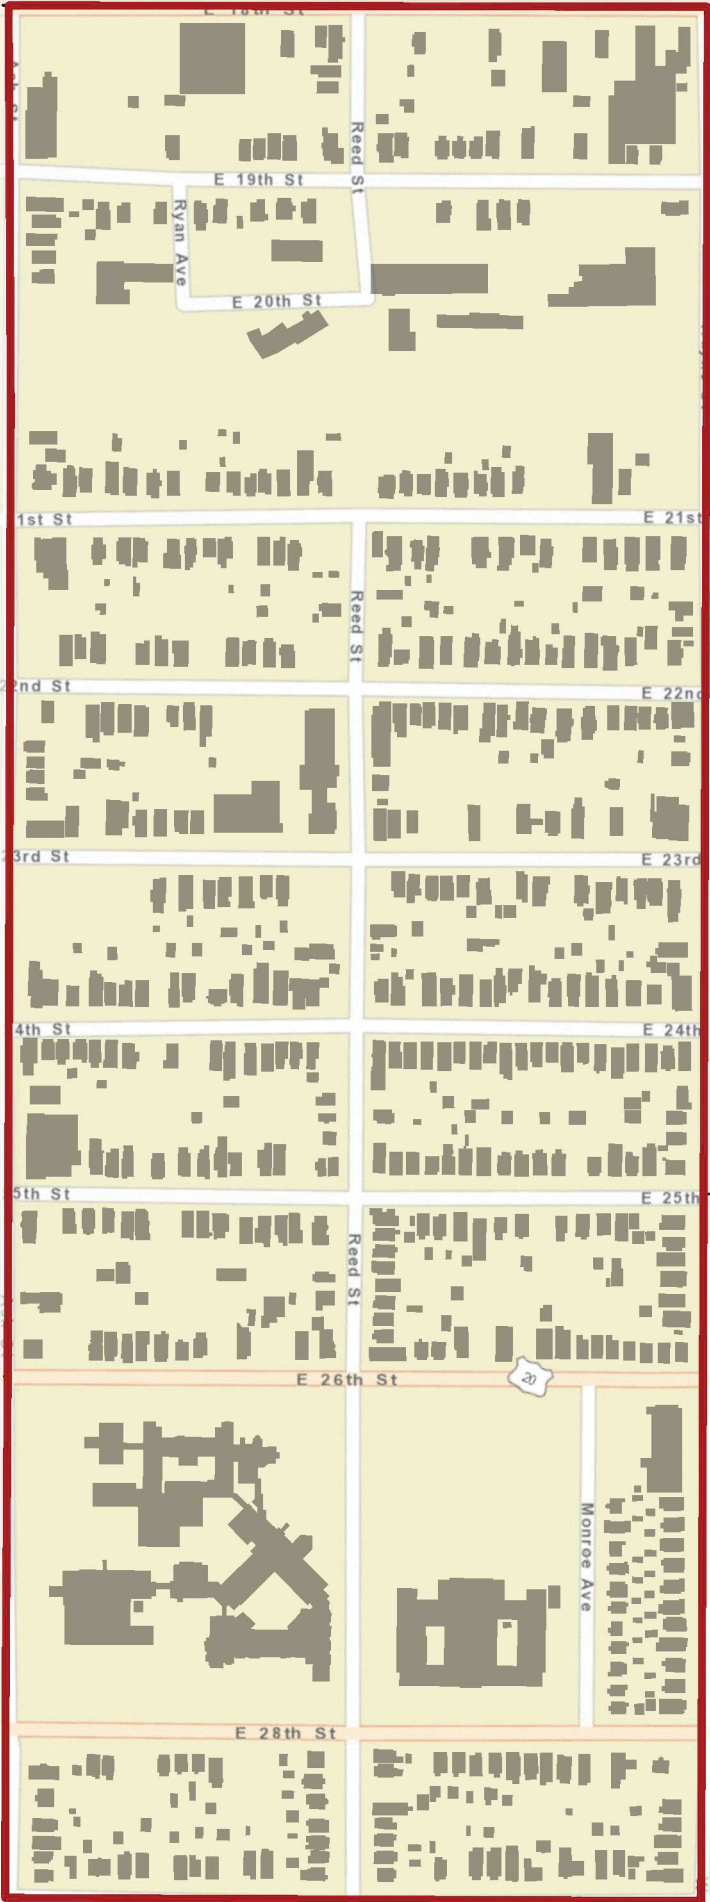 E 18th St
Reed St
E 19th St
Ryan Ave
E 20th St
1st St
E 21st
Reed St
2nd St
E 22nd
3rd St
E 23rd
4th St
E 24th
5th St
E 25th
Reed St
E 26th St
20
Monroe Ave
E 28th St